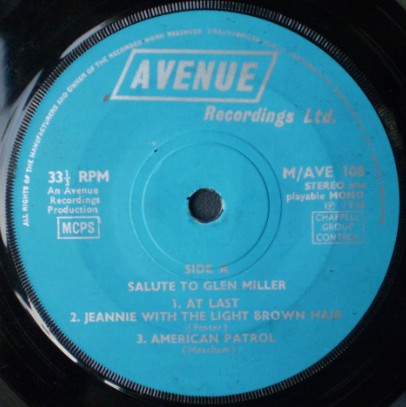 ALL RIGHTS OF THE MANUFACTURERS AND OWNER OF THE RECORDED WORK RESERVED
AVENUE
Recordings Ltd.
33⅓ RPM
An Avenue
Recordings
Production
MCPS
M/AVE 108
STEREO also
playable MONO
CHAPPELL
GROUP
CONTROL
SIDE A
SALUTE TO GLEN MILLER
1. AT LAST
2. JEANNIE WITH THE LIGHT BROWN HAIR
(Foster)
3. AMERICAN PATROL
(Meacham)